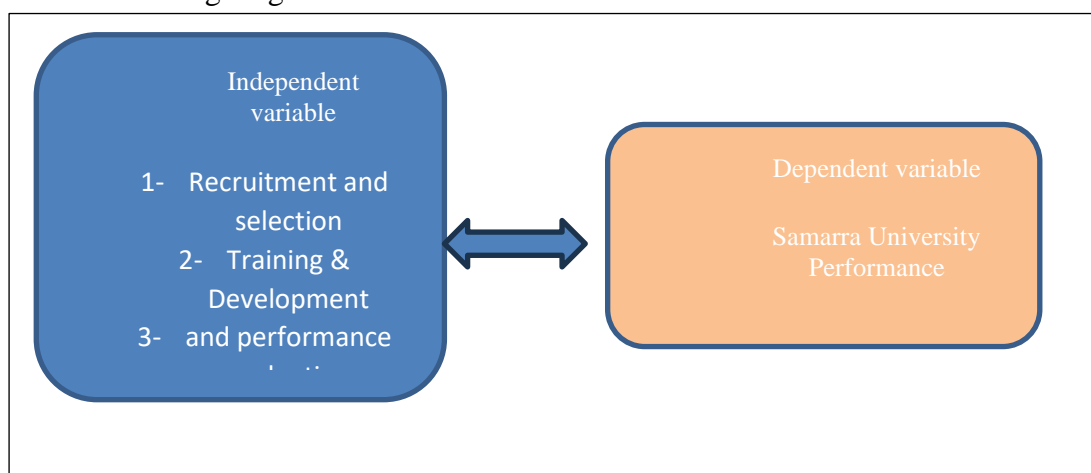 Independent
variable
1- Recruitment and
selection
2- Training &
Development
3- and performance
Dependent variable
Samarra University
Performance